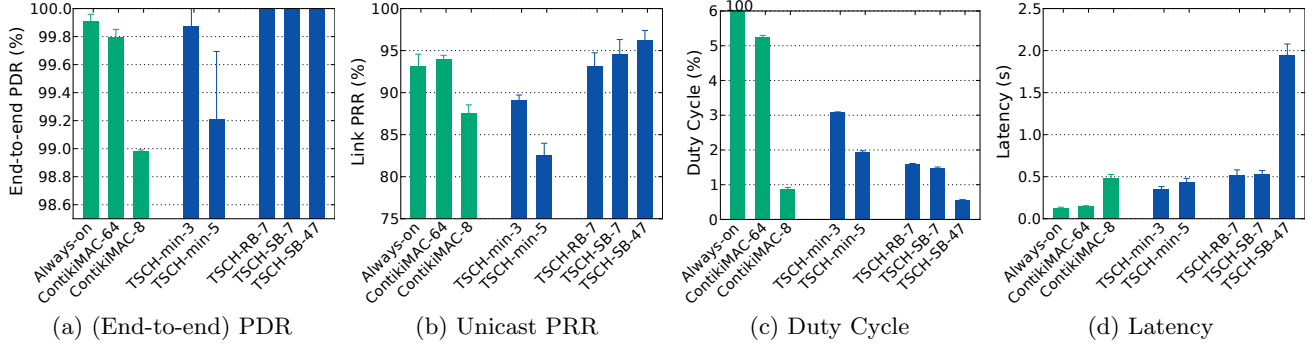 End-to-end PDR (%)
100.0
99.8
99.6
99.4
99.2
99.0
98.8
98.6
Always-on
ContikiMAC-64
ContikiMAC-8
TSCH-min-3
TSCH-min-5
TSCH-RB-7
TSCH-SB-7
TSCH-SB-47
(a) (End-to-end) PDR
Link PRR (%)
100
95
90
85
80
75
Always-on
ContikiMAC-64
ContikiMAC-8
TSCH-min-3
TSCH-min-5
TSCH-RB-7
TSCH-SB-7
TSCH-SB-47
(b) Unicast PRR
Duty Cycle (%)
100
6
5
4
3
2
1
0
Always-on
ContikiMAC-64
ContikiMAC-8
TSCH-min-3
TSCH-min-5
TSCH-RB-7
TSCH-SB-7
TSCH-SB-47
(c) Duty Cycle
Latency (s)
2.5
2.0
1.5
1.0
0.5
0.0
Always-on
ContikiMAC-64
ContikiMAC-8
TSCH-min-3
TSCH-min-5
TSCH-RB-7
TSCH-SB-7
TSCH-SB-47
(d) Latency